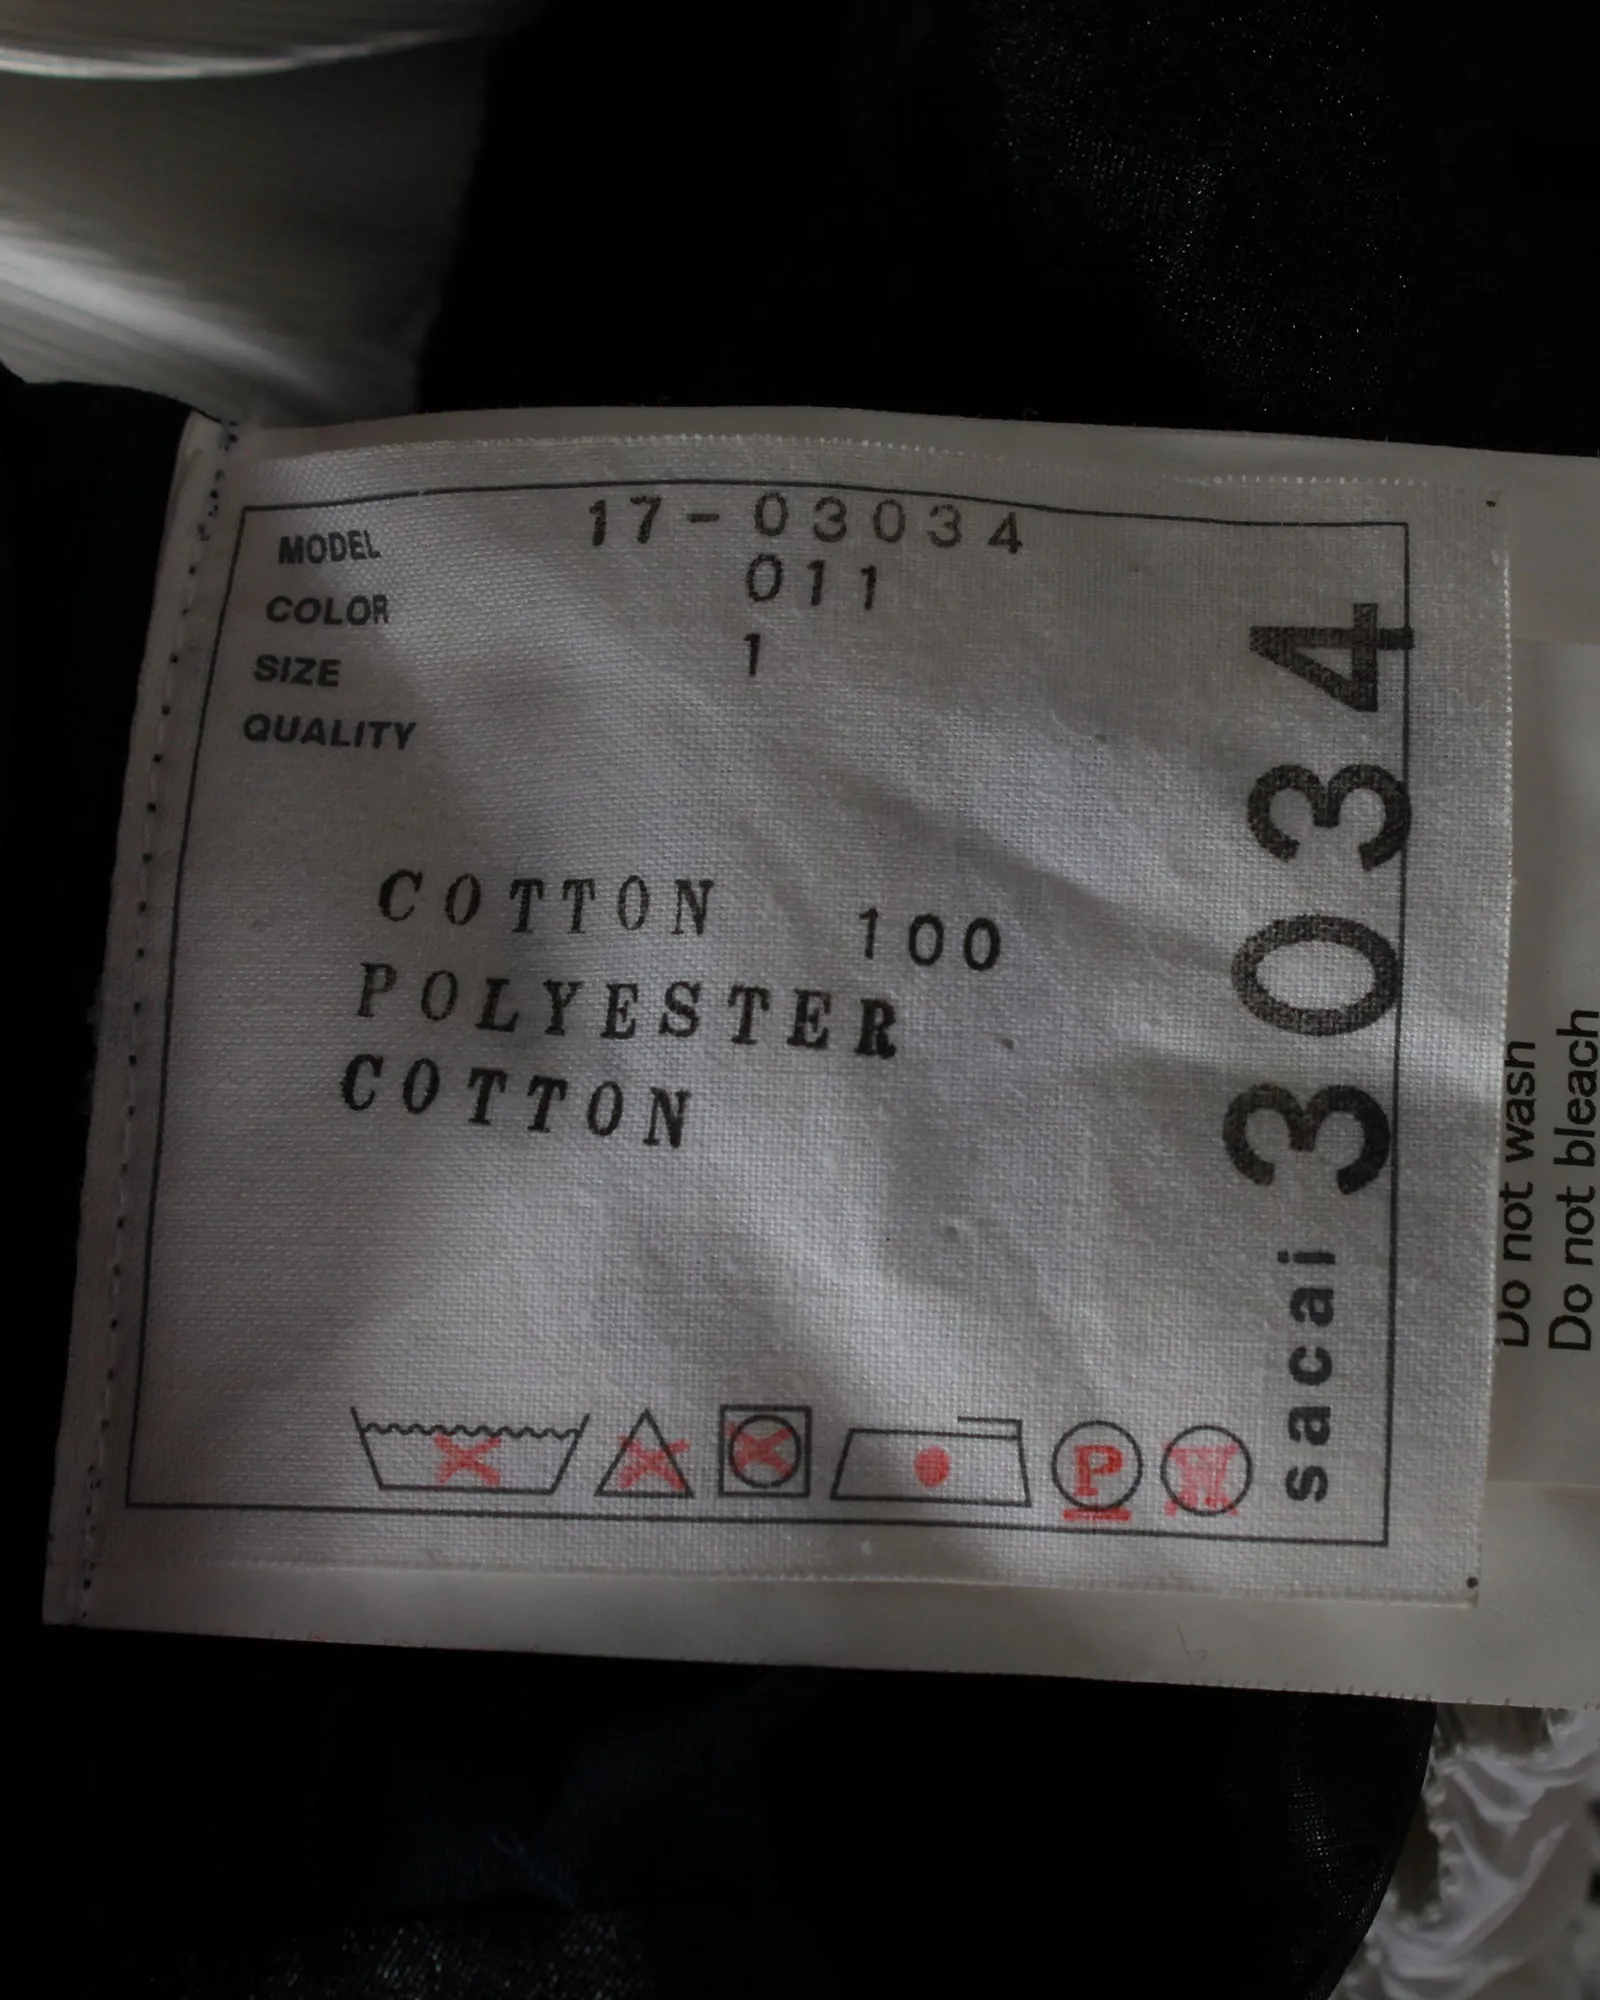 MODEL 17-03034
COLOR 011
SIZE 1
QUALITY
COTTON 100
POLYESTER
COTTON
P
sacai 3034
Do not wash
Do not bleach